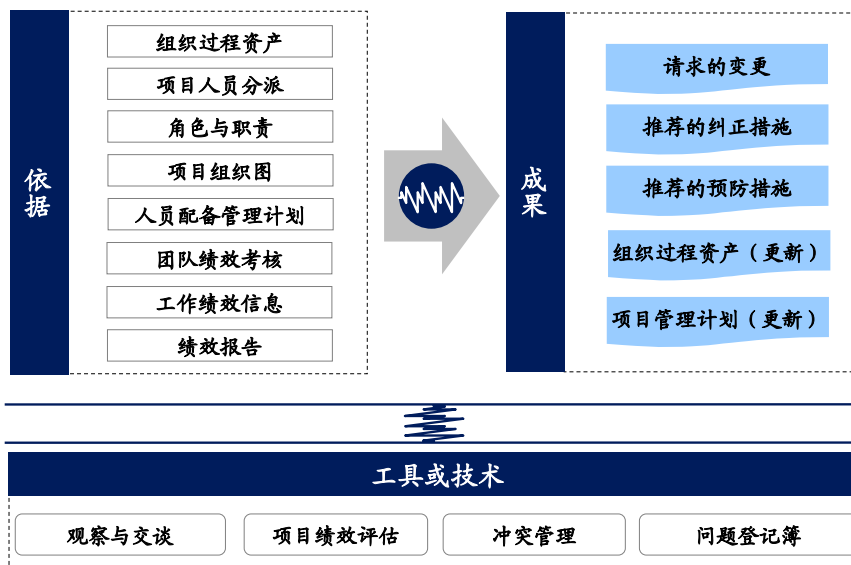 依据
组织过程资产
项目人员分派
角色与职责
项目组织图
人员配备管理计划
团队绩效考核
工作绩效信息
绩效报告
成果
请求的变更
推荐的纠正措施
推荐的预防措施
组织过程资产（更新）
项目管理计划（更新）
工具或技术
观察与交谈
项目绩效评估
冲突管理
问题登记簿